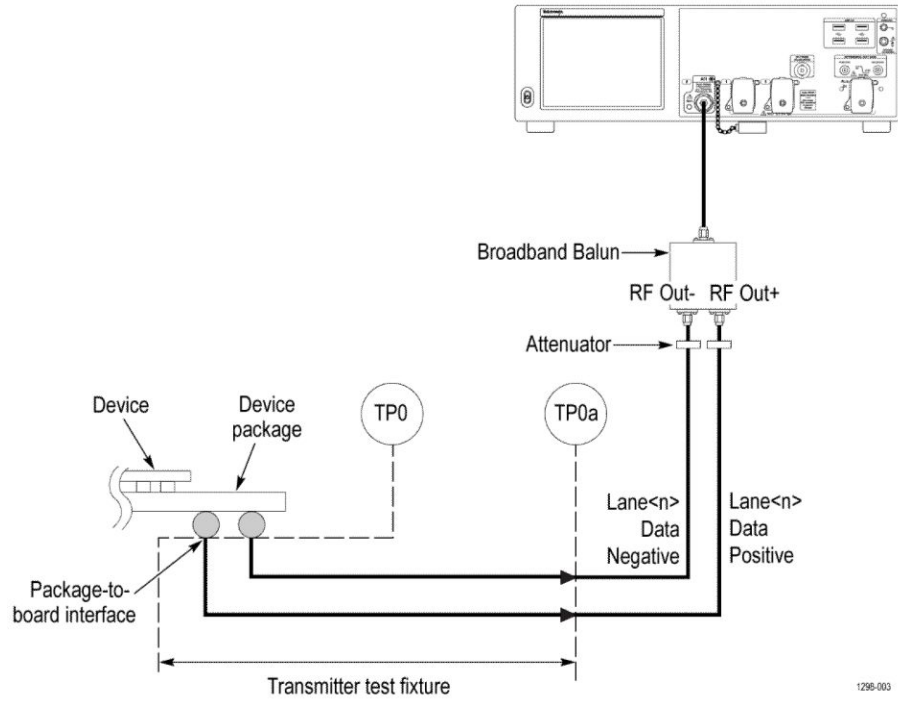 Tektronix
Broadband Balun
RF Out- RF Out+
Attenuator
TP0
TP0a
Device
Device
package
Lane<n>
Data
Negative
Lane<n>
Data
Positive
Package-to-
board interface
Transmitter test fixture
1298-003